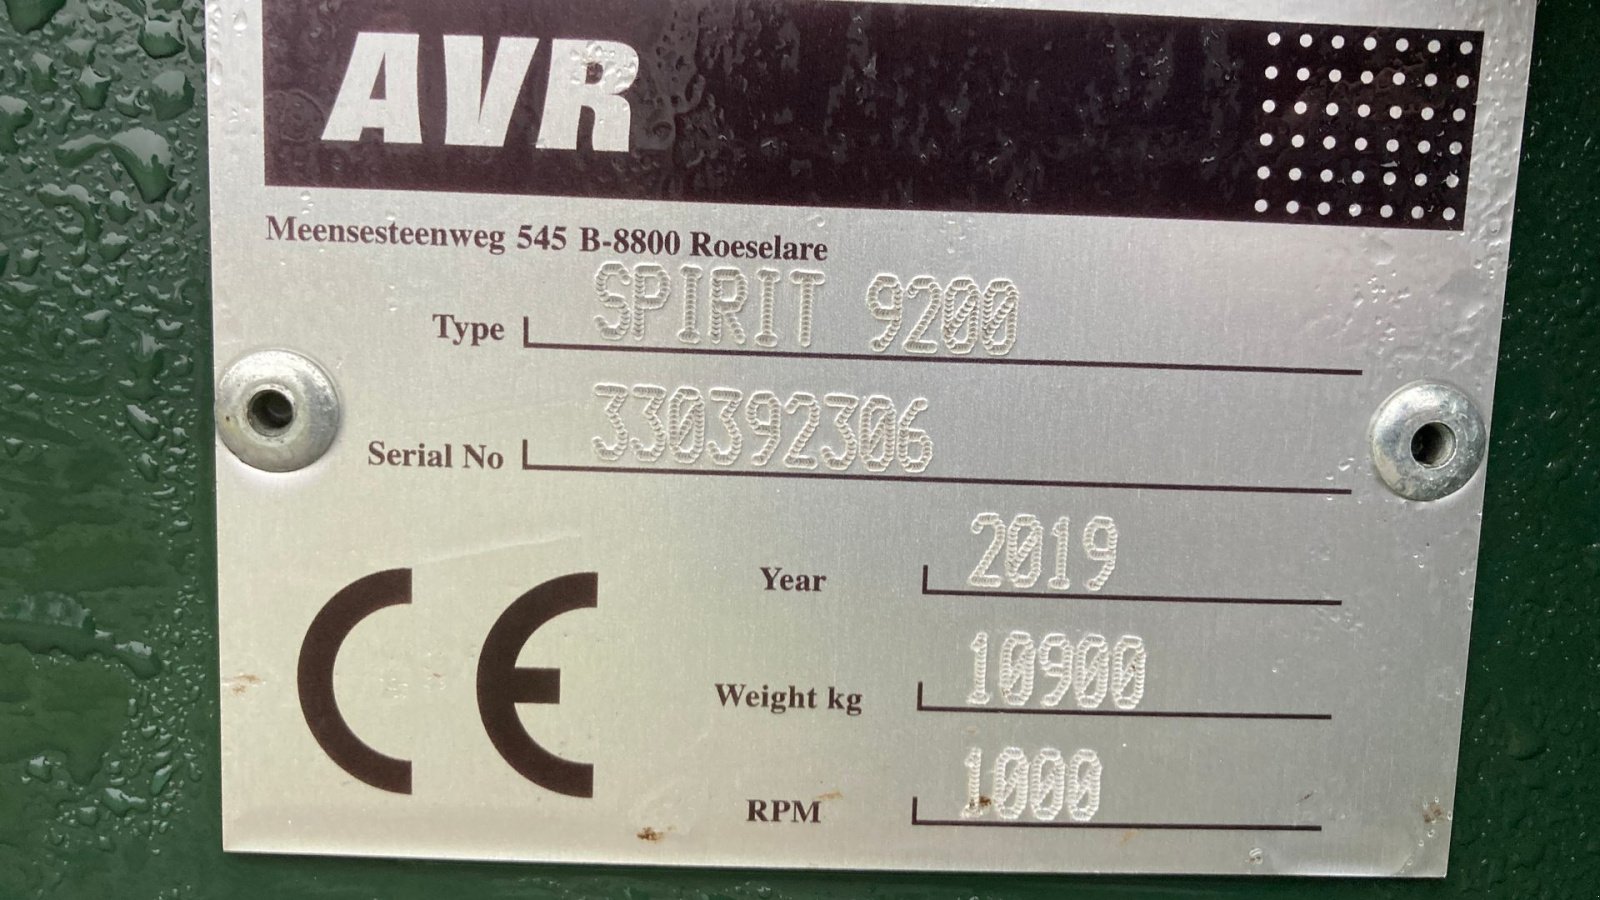 AVR
Meensesteenweg 545 B-8800 Roeselare
Type SPIRIT 9200
Serial No 330392306
CE
Year 2019
Weight kg 10900
RPM 1000